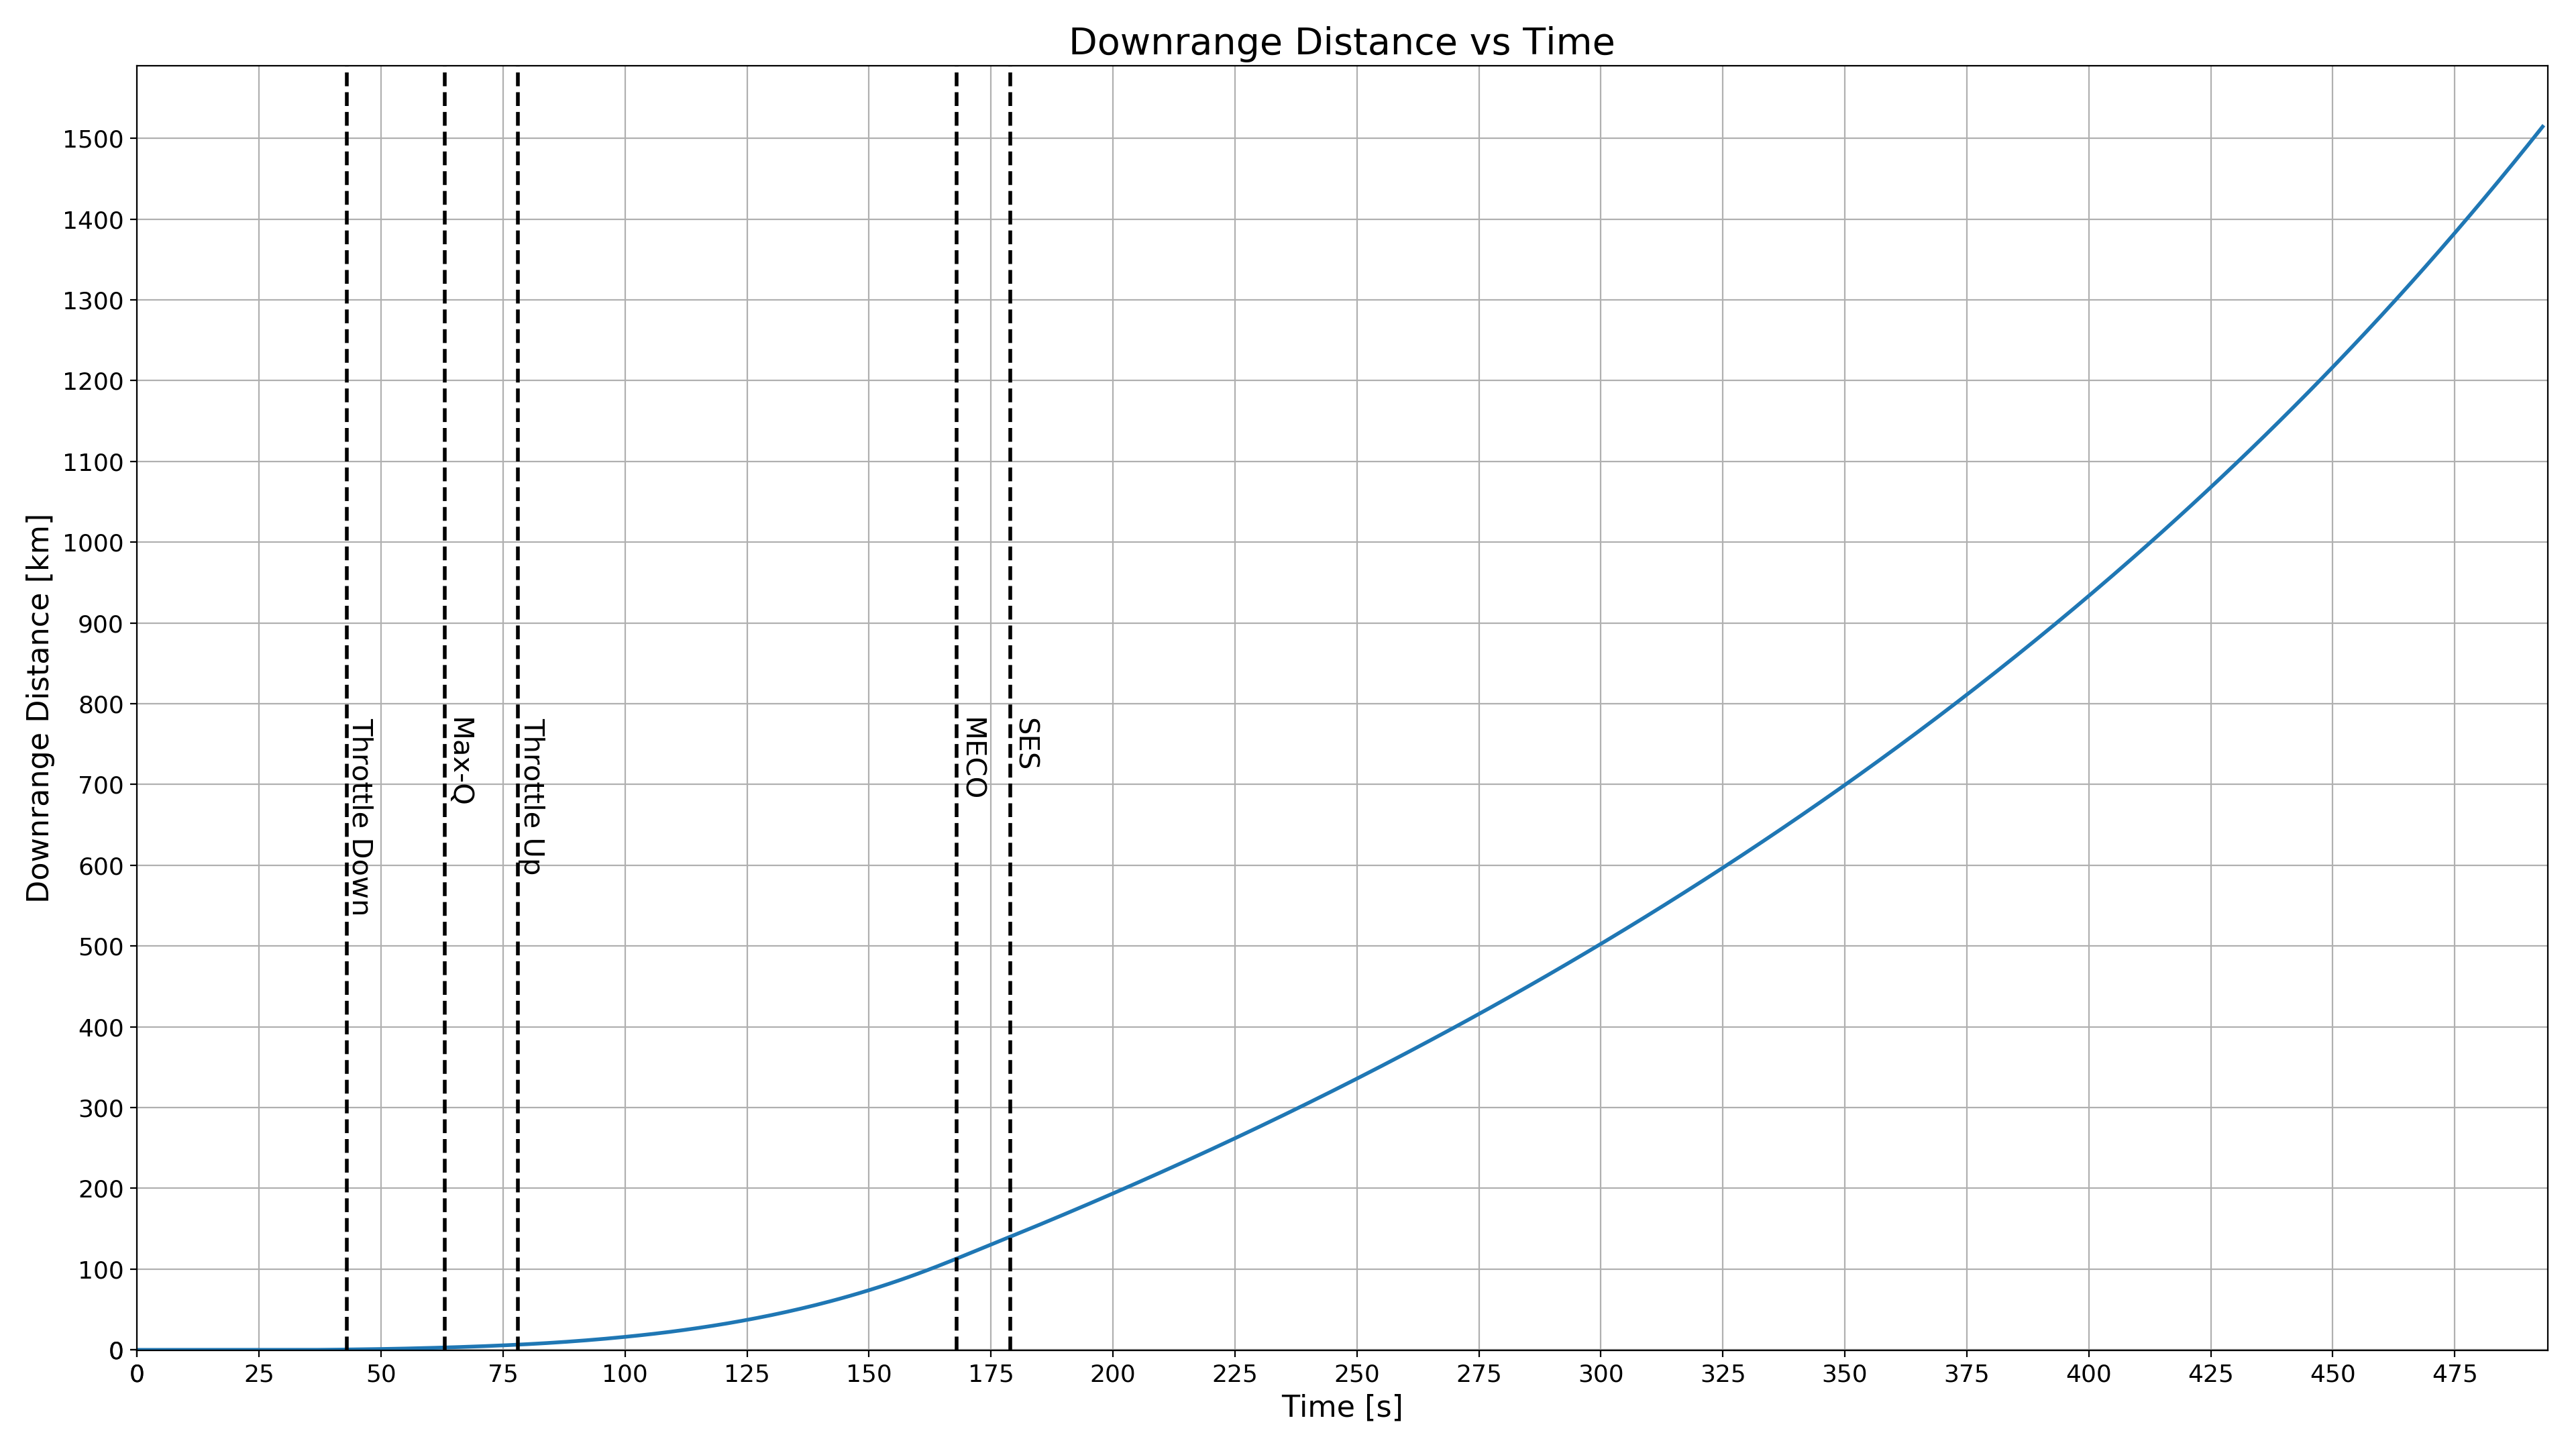 Downrange Distance vs Time
Downrange Distance [km]
1500
1400
1300
1200
1100
1000
900
800
700
600
500
400
300
200
100
0
Throttle Down
Max-Q
Throttle Up
MECO
SES
0 25 50 75 100 125 150 175 200 225 250 275 300 325 350 375 400 425 450 475
Time [s]